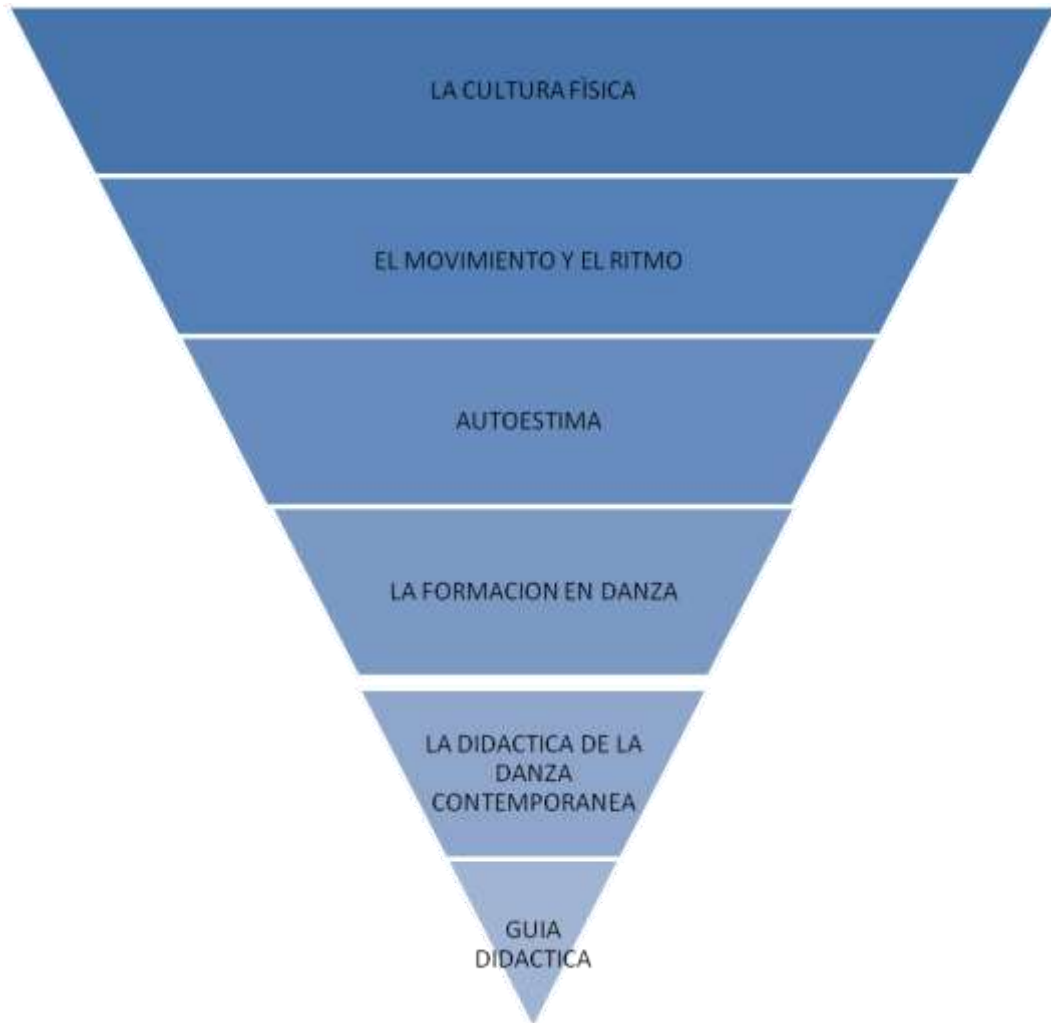 LA CULTURA FÌSICA
EL MOVIMIENTO Y EL RITMO
AUTOESTIMA
LA FORMACION EN DANZA
LA DIDACTICA DE LA
DANZA
CONTEMPORANEA
GUIA
DIDACTICA